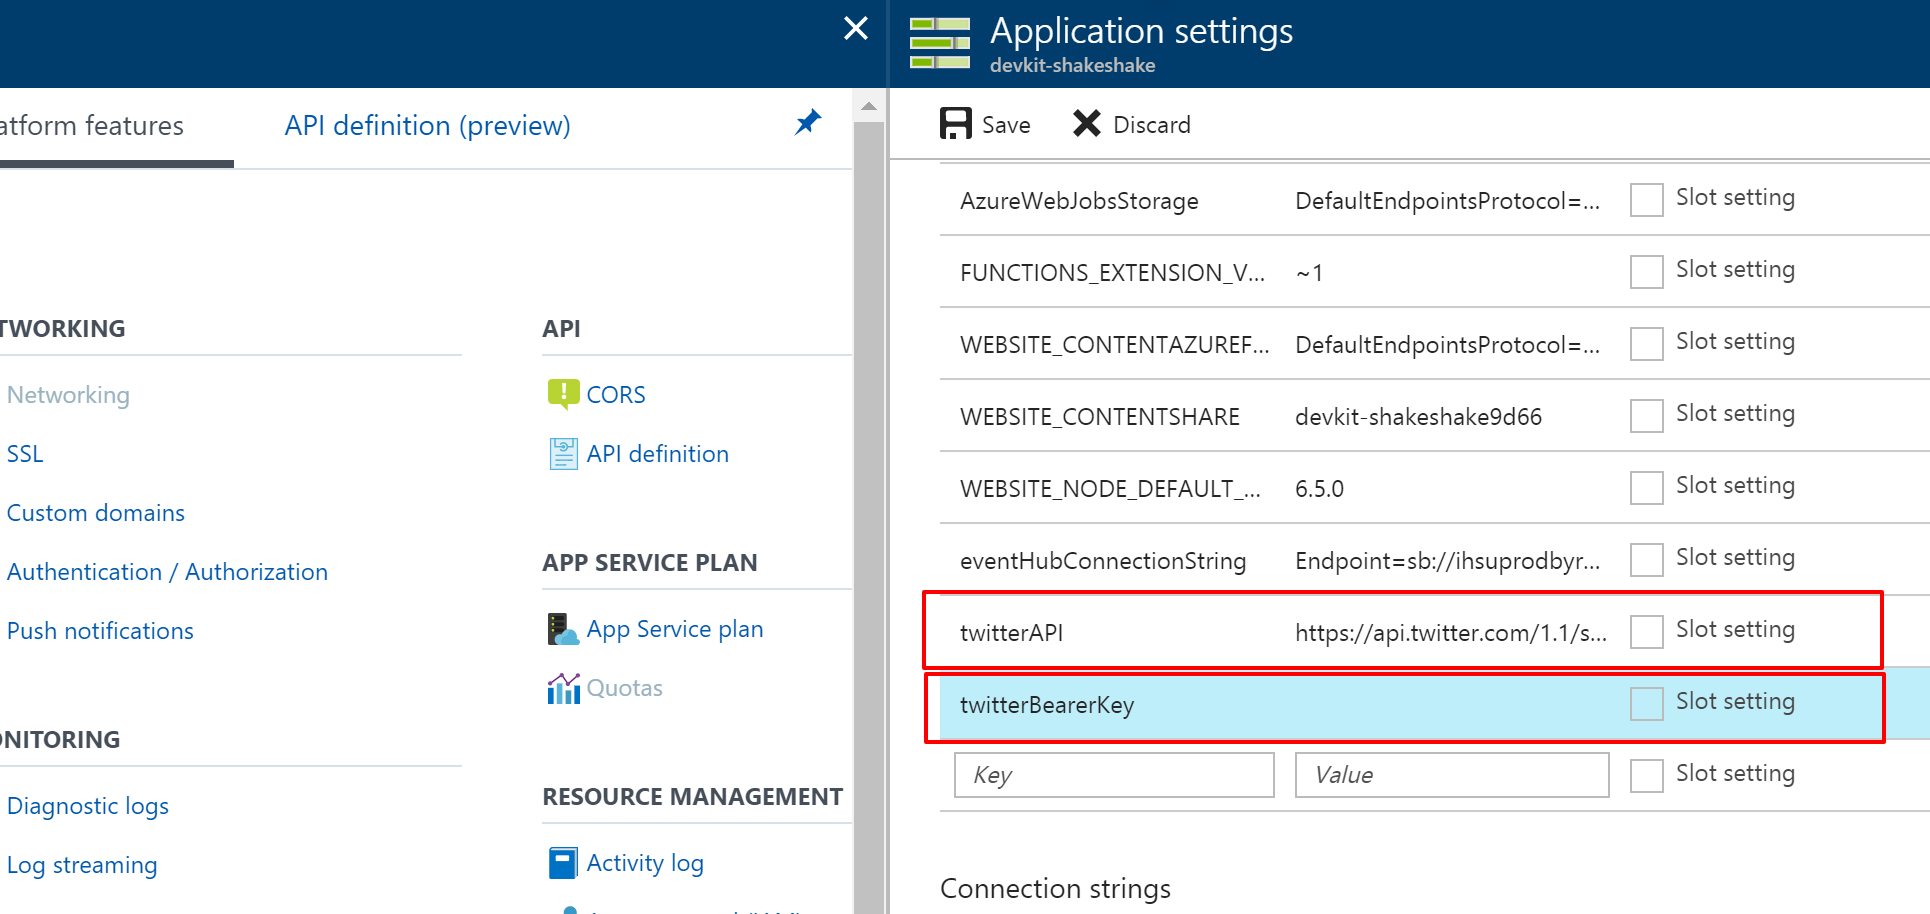 Application settings
devkit-shakeshake
atform features
API definition (preview)
TWORKING
Networking
SSL
Custom domains
Authentication / Authorization
Push notifications
ONITORING
Diagnostic logs
Log streaming
API
CORS
API definition
APP SERVICE PLAN
App Service plan
Quotas
RESOURCE MANAGEMENT
Activity log
Save Discard
AzureWebJobsStorage DefaultEndpointsProtocol=... Slot setting
FUNCTIONS_EXTENSION_V... ~1 Slot setting
WEBSITE_CONTENTAZUREF... DefaultEndpointsProtocol=... Slot setting
WEBSITE_CONTENTSHARE devkit-shakeshake9d66 Slot setting
WEBSITE_NODE_DEFAULT_... 6.5.0 Slot setting
eventHubConnectionString Endpoint=sb://ihsuprodbyr... Slot setting
twitterAPI https://api.twitter.com/1.1/s... Slot setting
twitterBearerKey Slot setting
Key Value Slot setting
Connection strings